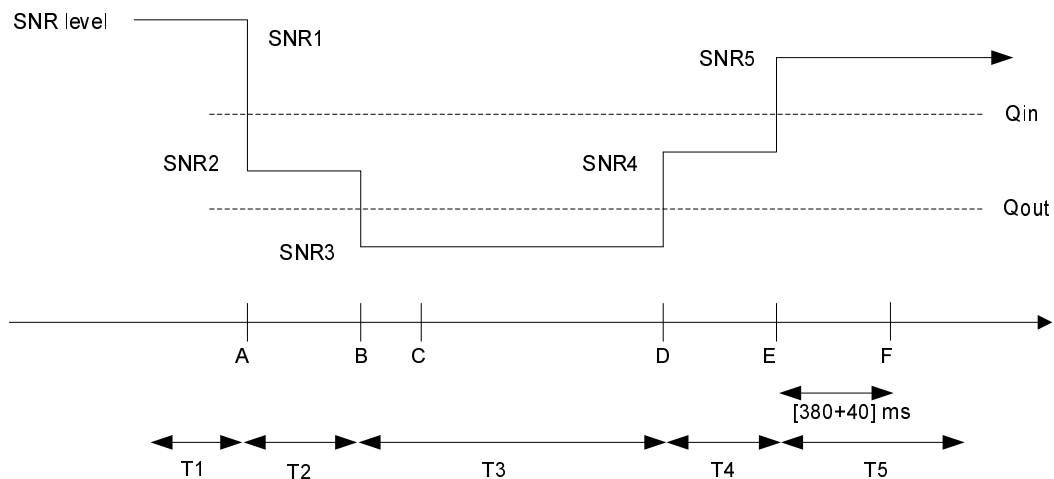 SNR level
SNR1
SNR5
Qin
SNR2
SNR4
Qout
SNR3
A B C D E F
[380+40] ms
T1 T2 T3 T4 T5